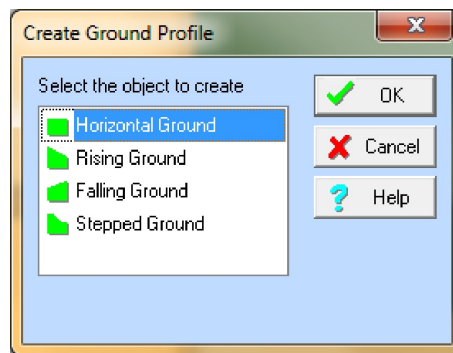 Create Ground Profile
Select the object to create
Horizontal Ground
Rising Ground
Falling Ground
Stepped Ground
OK
Cancel
Help